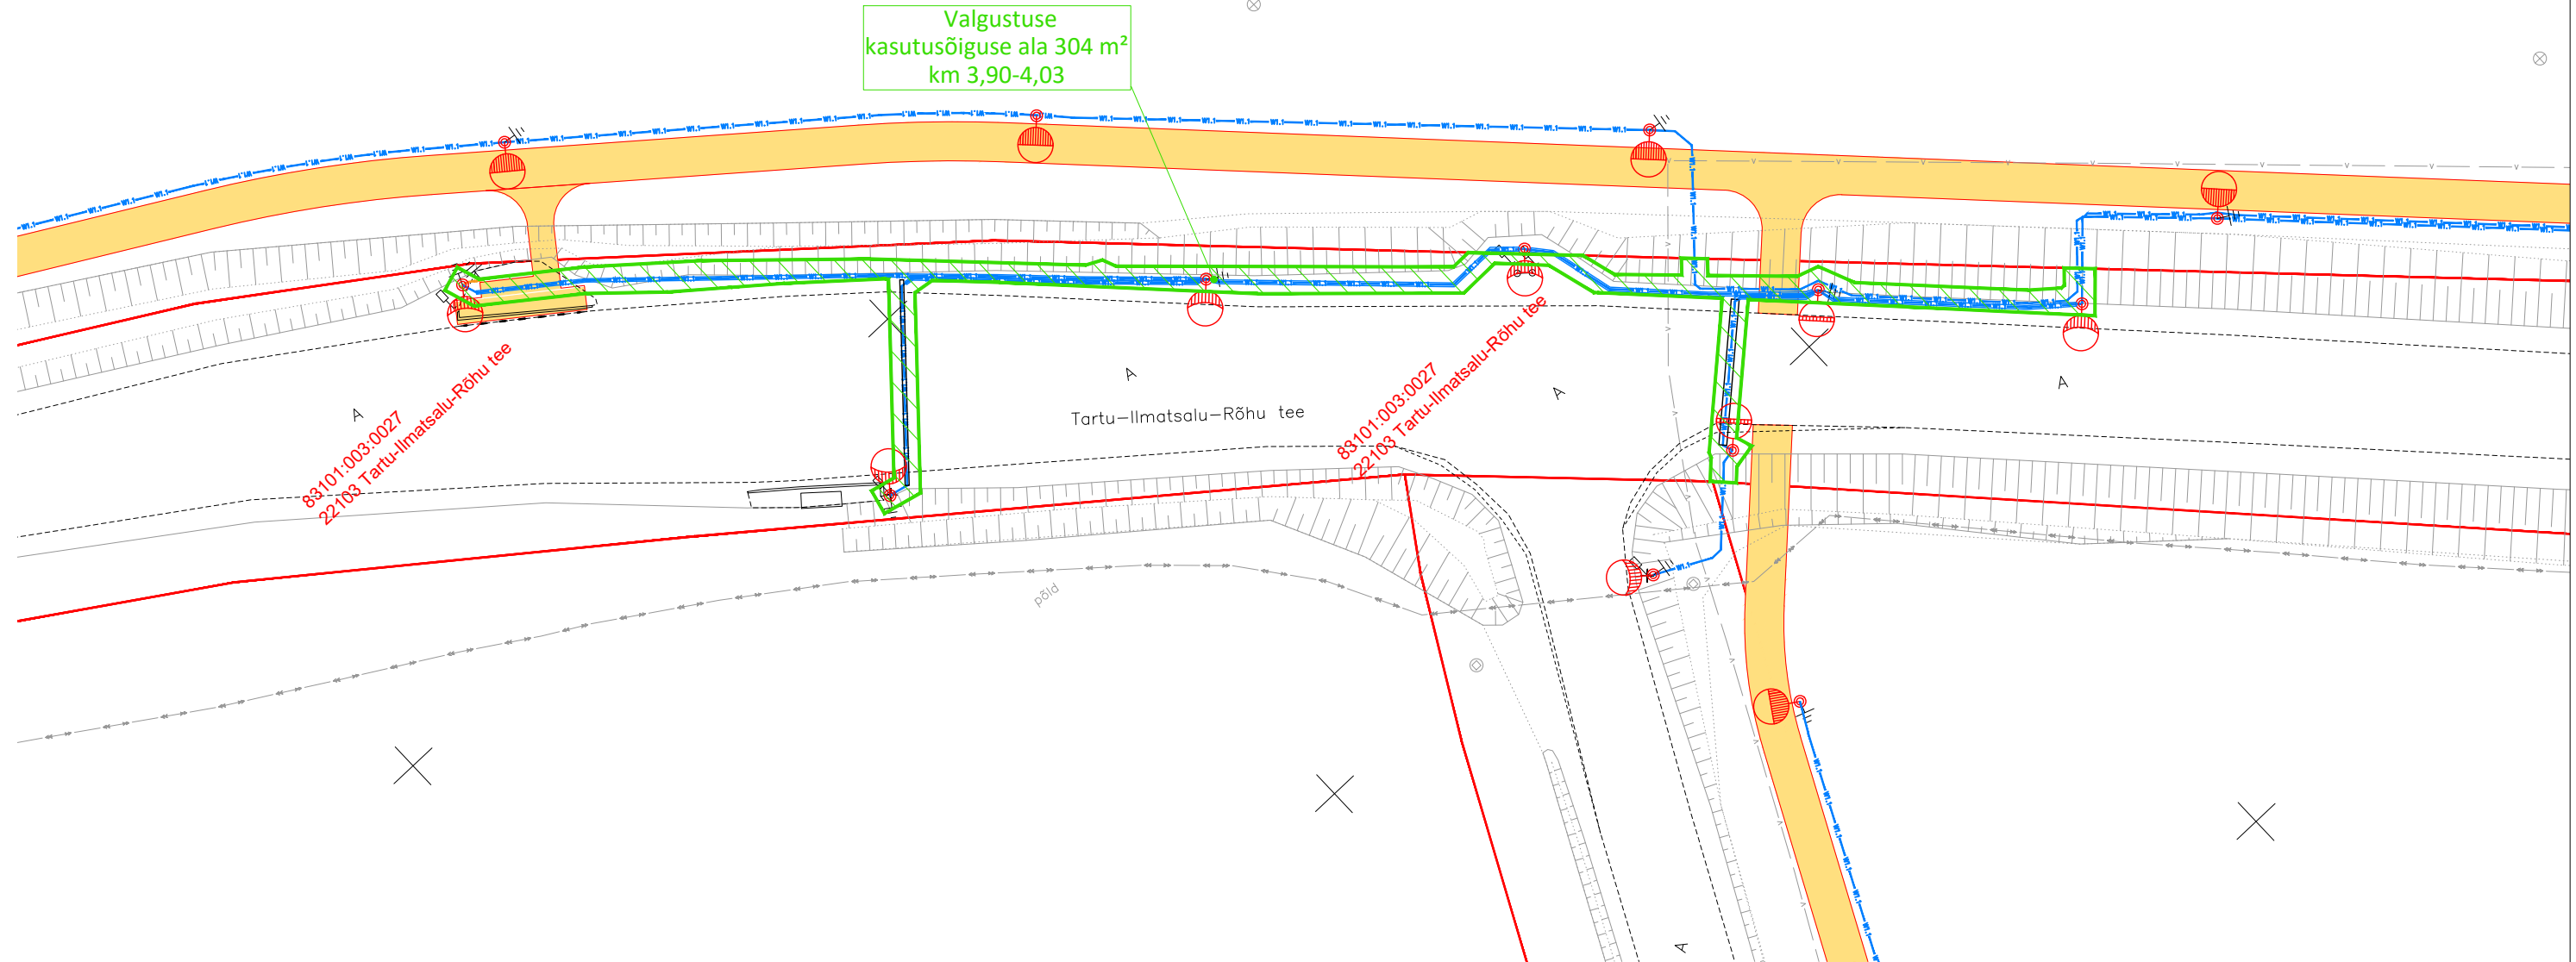 Valgustuse
kasutusõiguse ala 304 m²
km 3,90-4,03
83101:003:0027
22103 Tartu-Ilmatsalu-Rõhu tee
A
A
Tartu-Ilmatsalu-Rõhu tee
83101:003:0027
22103 Tartu-Ilmatsalu-Rõhu tee
A
A
põld
A